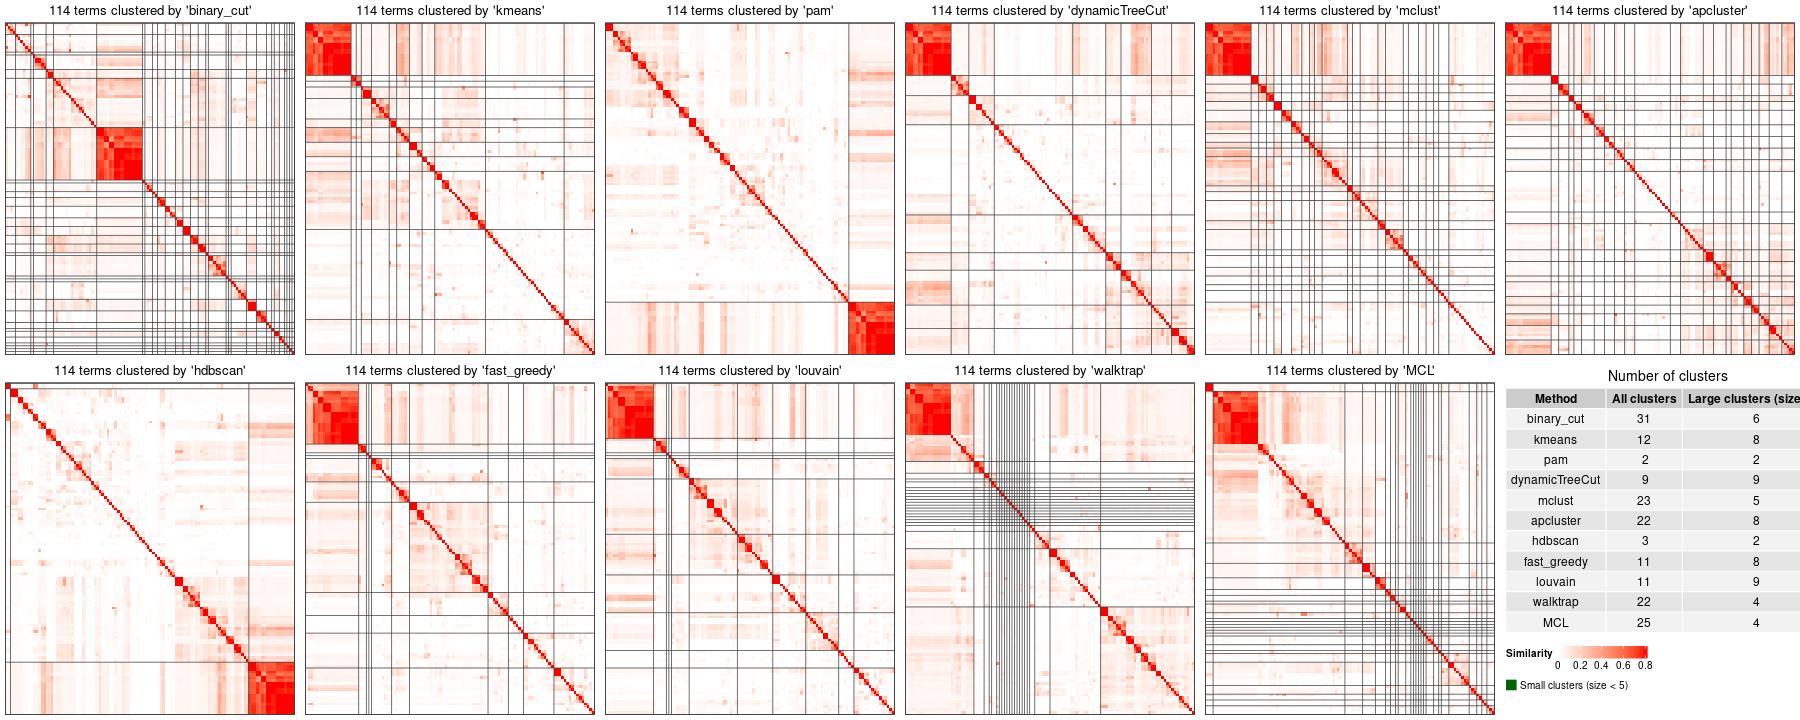 114 terms clustered by 'binary_cut'
114 terms clustered by 'kmeans'
114 terms clustered by 'pam'
114 terms clustered by 'dynamicTreeCut'
114 terms clustered by 'mclust'
114 terms clustered by 'apcluster'
114 terms clustered by 'hdbscan'
114 terms clustered by 'fast_greedy'
114 terms clustered by 'louvain'
114 terms clustered by 'walktrap'
114 terms clustered by 'MCL'
Number of clusters
Method All clusters Large clusters (size
binary_cut 31 6
kmeans 12 8
pam 2 2
dynamicTreeCut 9 9
mclust 23 5
apcluster 22 8
hdbscan 3 2
fast_greedy 11 8
louvain 11 9
walktrap 22 4
MCL 25 4
Similarity
0 0.2 0.4 0.6 0.8
Small clusters (size < 5)